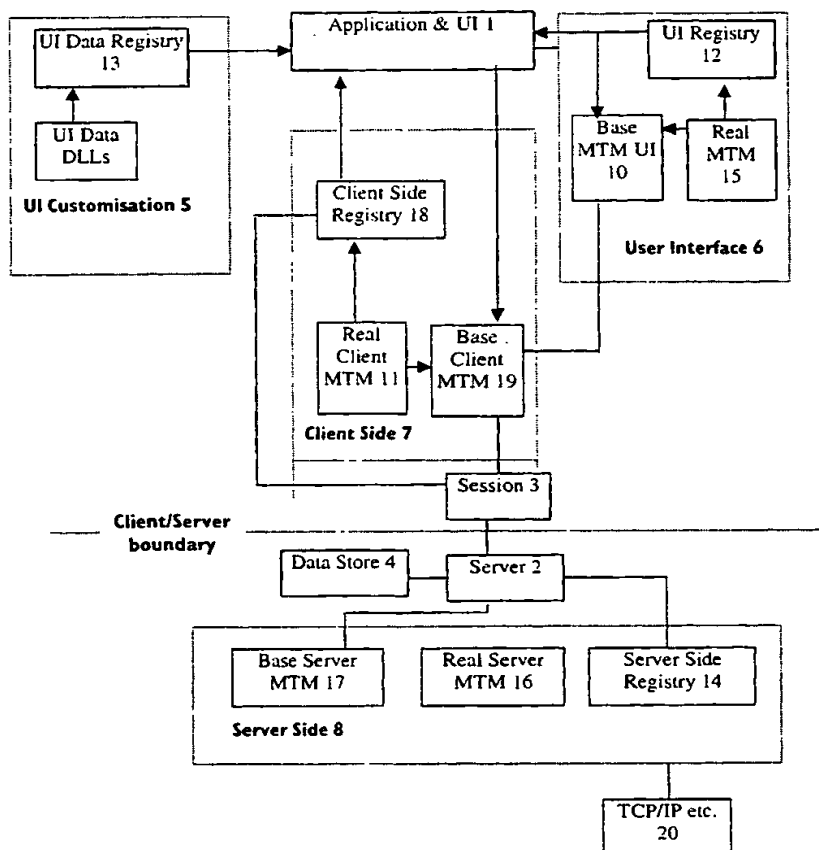 Application & UI 1
UI Data Registry
13
UI Registry
12
UI Data
DLLs
UI Customisation 5
Base
MTM UI
10
Real
MTM
15
User Interface 6
Client Side
Registry 18
Real
Client
MTM 11
Base
Client
MTM 19
Client Side 7
Session 3
Client/Server
boundary
Data Store 4
Server 2
Base Server
MTM 17
Real Server
MTM 16
Server Side
Registry 14
Server Side 8
TCP/IP etc.
20